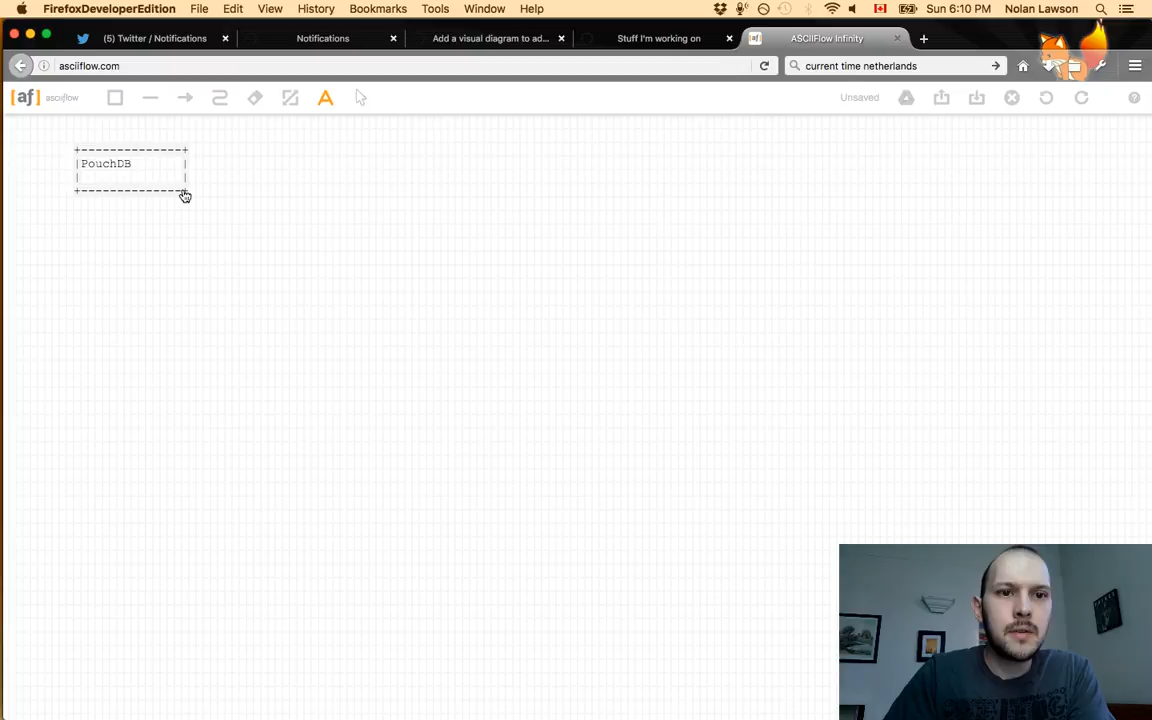 FirefoxDeveloperEdition File Edit View History Bookmarks Tools Window Help Sun 6:10 PM Nolan Lawson
(5) Twitter / Notifications Notifications Add a visual diagram to ad... Stuff I'm working on ASCIIFlow Infinity
asciiflow.com current time netherlands
[af] asciiflow A Unsaved
PouchDB